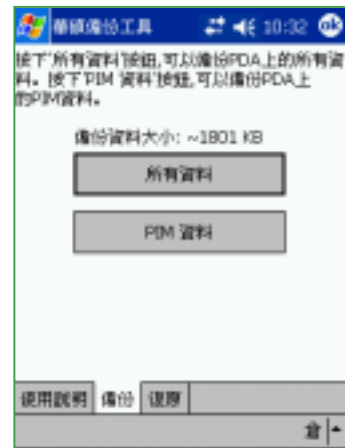 華碩備份工具 10:32 ok
按下'所有資料'按鈕,可以備份PDA上的所有資
料。按下'PIM 資料'按鈕,可以備份PDA上
的PIM資料。
備份資料大小: ~1801 KB
所有資料
PIM 資料
使用說明 備份 復原
倉